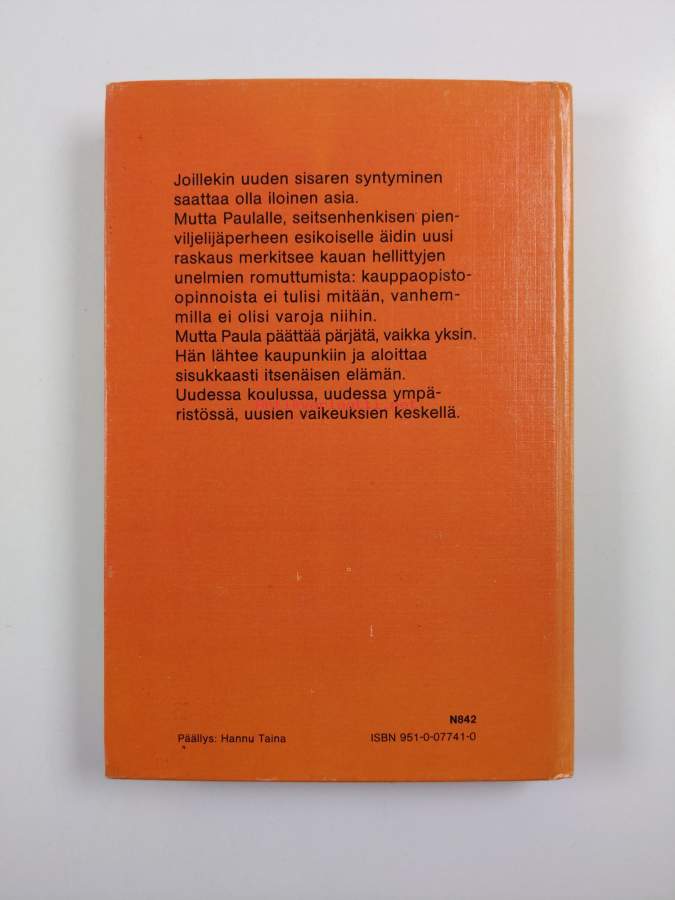 Joillekin uuden sisaren syntyminen
saattaa olla iloinen asia.
Mutta Paulalle, seitsenhenkisen pien-
viljelijäperheen esikoiselle äidin uusi
raskaus merkitsee kauan hellittyjen
unelmien romuttumista: kauppaopisto-
opinnoista ei tulisi mitään, vanhem-
milla ei olisi varoja niihin.
Mutta Paula päättää pärjätä, vaikka yksin.
Hän lähtee kaupunkiin ja aloittaa
sisukkaasti itsenäisen elämän.
Uudessa koulussa, uudessa ympä-
ristössä, uusien vaikeuksien keskellä.
N842
Päällys: Hannu Taina ISBN 951-0-07741-0